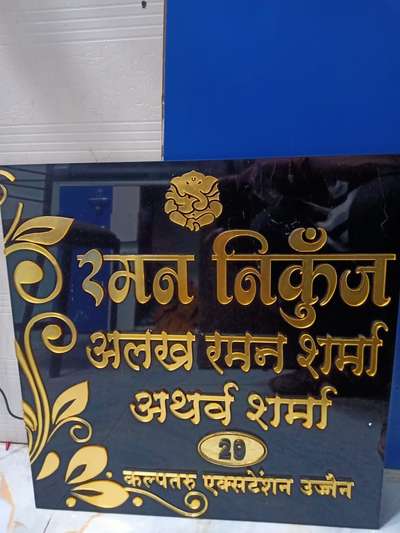 रमन निकुँज
अलख रमन शर्मा
अथर्व शर्मा
20
कल्पतरु एक्सटेंशन उज्जैन